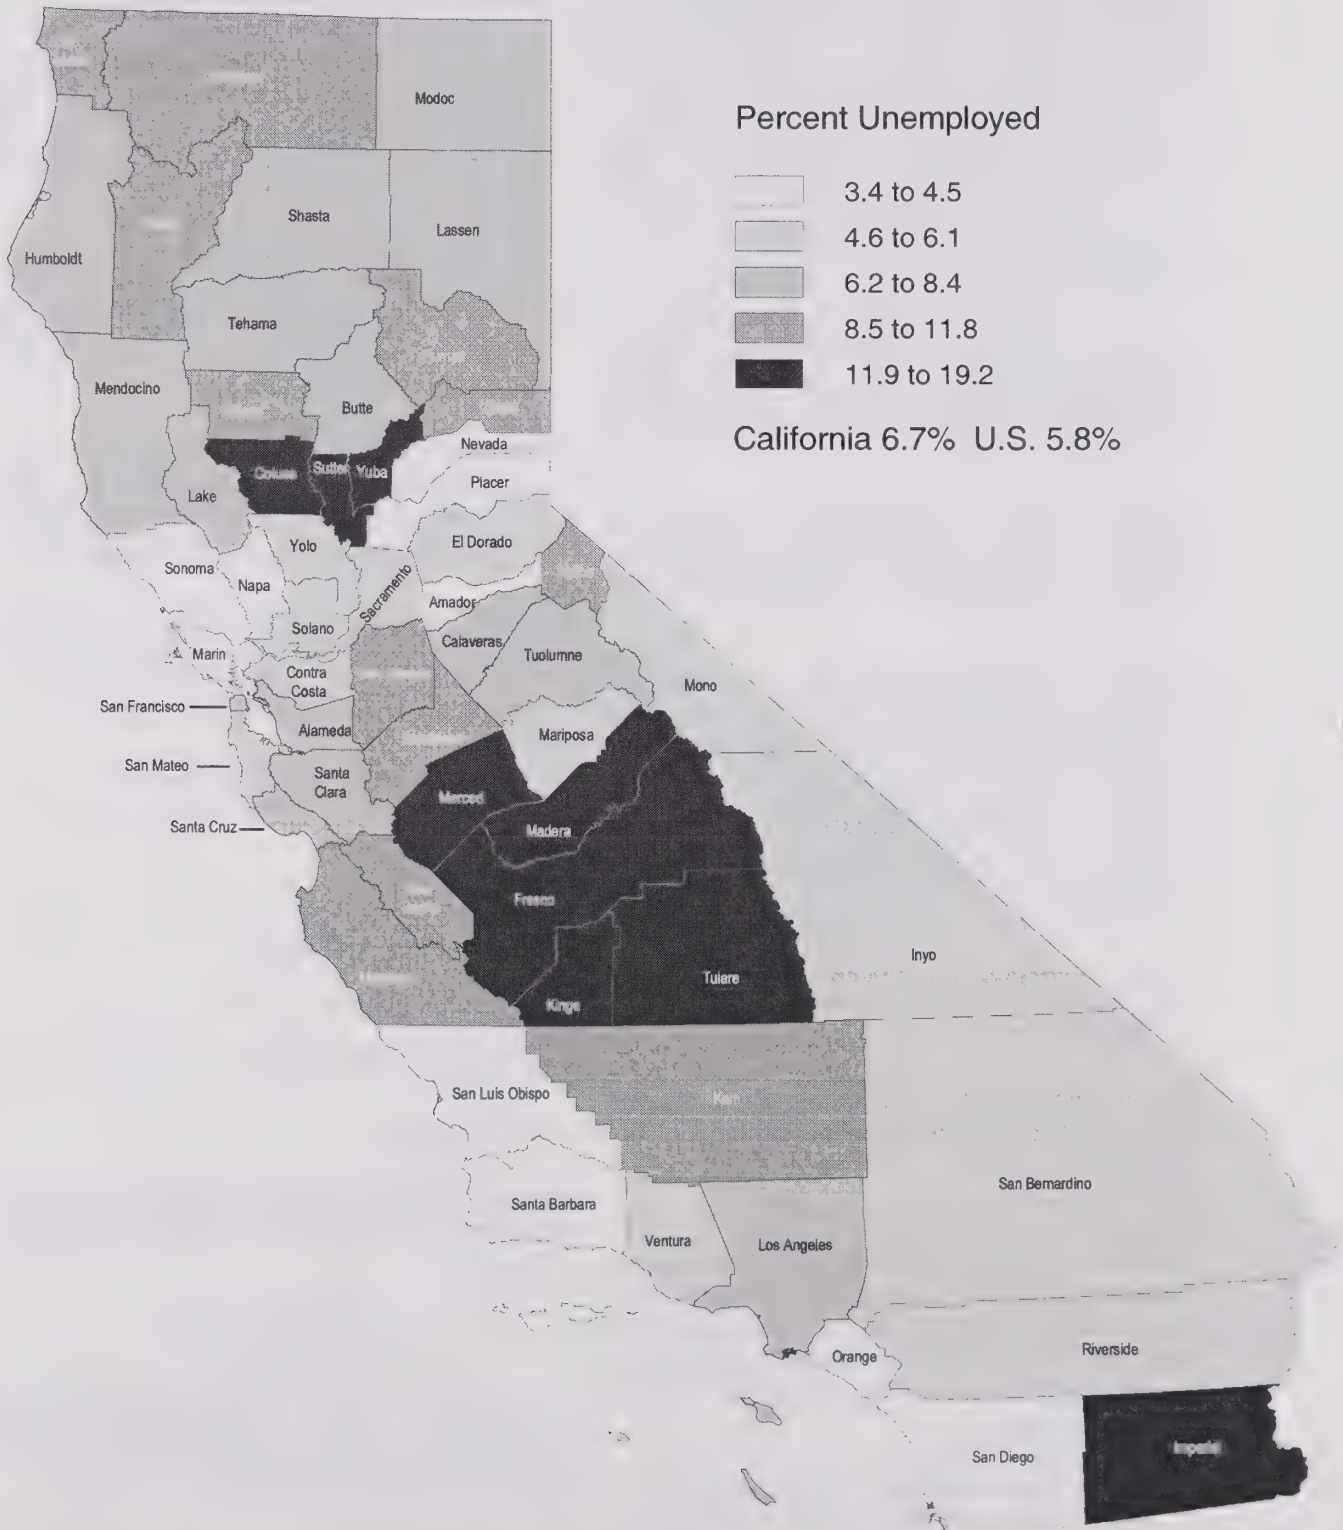 Percent Unemployed
3.4 to 4.5
4.6 to 6.1
6.2 to 8.4
8.5 to 11.8
11.9 to 19.2
California 6.7% U.S. 5.8%
Modoc
Shasta
Lassen
Humboldt
Tehama
Mendocino
Butte
Nevada
Colusa
Sutter
Yuba
Placer
Lake
El Dorado
Yolo
Sonoma
Napa
Sacramento
Amador
Solano
Calaveras
Marin
Tuolumne
Contra
Costa
Mono
San Francisco
Alameda
Mariposa
San Mateo
Santa
Clara
Merced
Santa Cruz
Madera
Fresno
Inyo
Tulare
Kings
San Luis Obispo
Kern
San Bernardino
Santa Barbara
Ventura
Los Angeles
Orange
Riverside
Imperial
San Diego